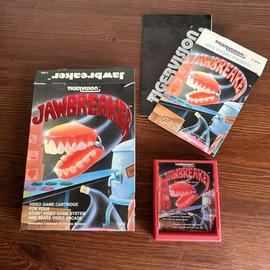 Jawbreaker
TIGERVISION
JAWBREAKER
VIDEO GAME CARTRIDGE
FOR YOUR
ATARI VIDEO GAME SYSTEM
AND SEARS VIDEO ARCADE
TIGERVISION
TIGERVISION
JAWBREAKER
JAWBREAKER